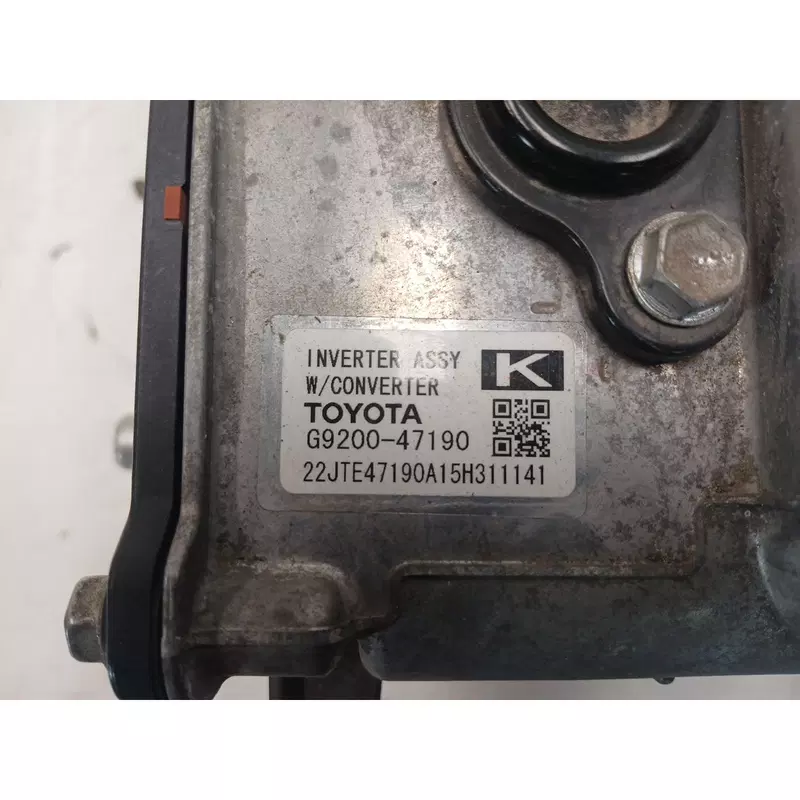 INVERTER ASSY K
W/CONVERTER
TOYOTA
G9200-47190
22JTE47190A15H311141